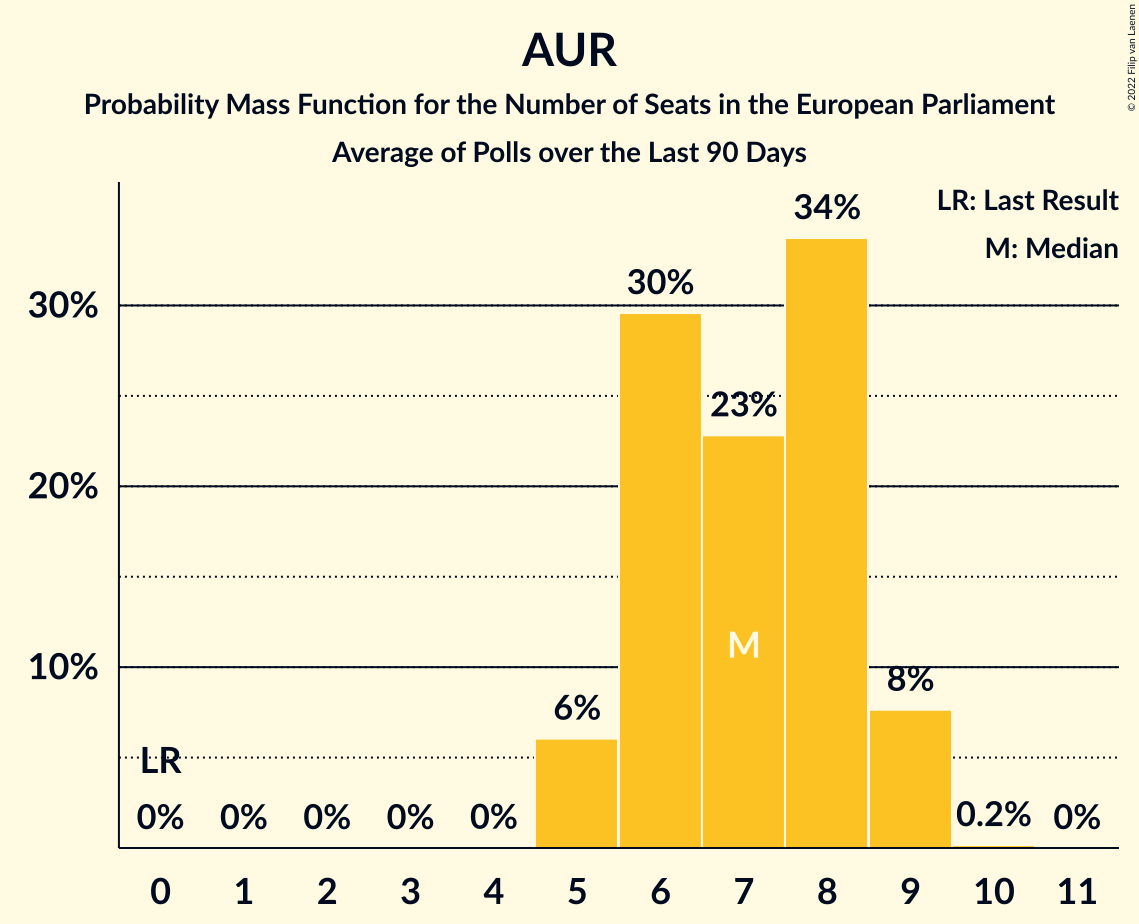 AUR
Probability Mass Function for the Number of Seats in the European Parliament
Average of Polls over the Last 90 Days
© 2022 Filip van Laenen
LR: Last Result
M: Median
34%
30%
30%
23%
20%
M
10%
8%
6%
LR
0% 0% 0% 0% 0% 0.2% 0%
0 1 2 3 4 5 6 7 8 9 10 11